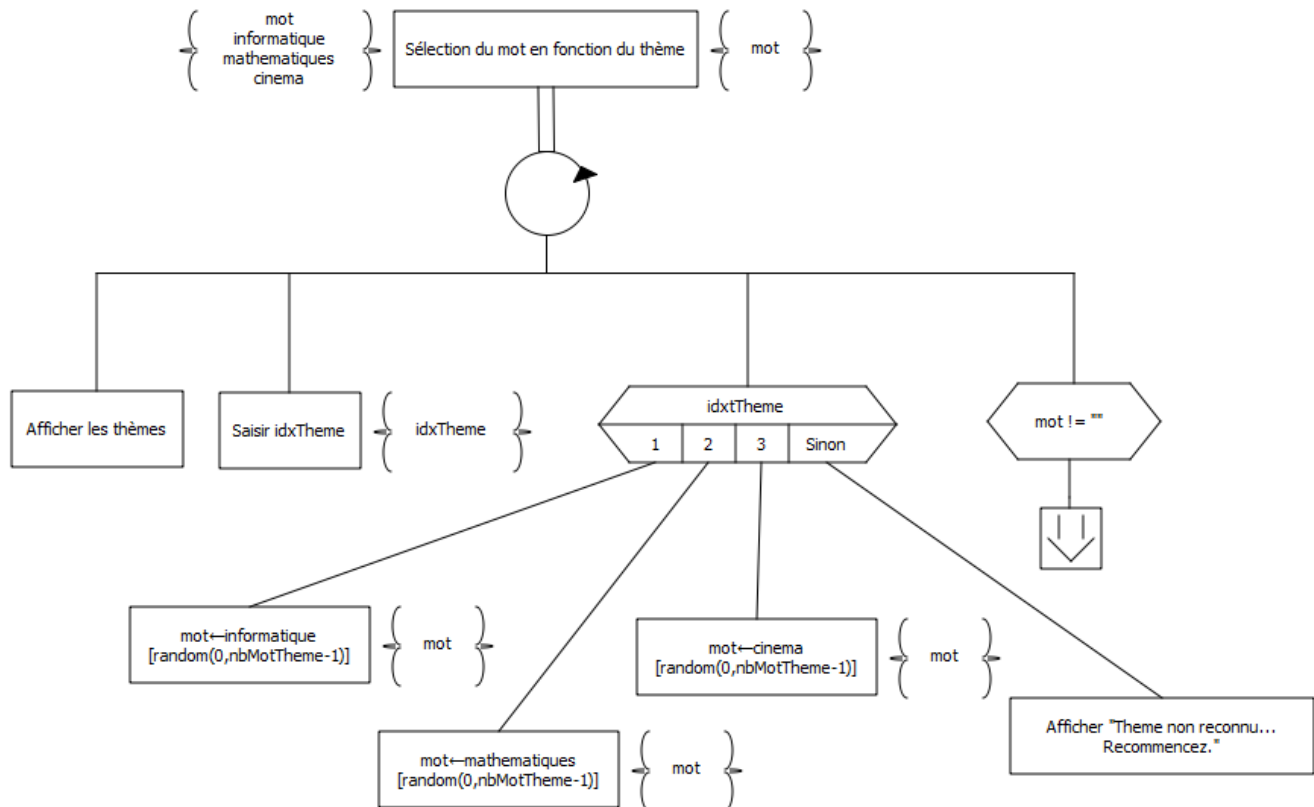 mot
informatique
mathematiques
cinema
Sélection du mot en fonction du thème
mot
Afficher les thèmes
Saisir idxTheme
idxTheme
idxtTheme
1
2
3
Sinon
mot != ""
mot←informatique
[random(0,nbMotTheme-1)]
mot
mot←cinema
[random(0,nbMotTheme-1)]
mot
mot←mathematiques
[random(0,nbMotTheme-1)]
mot
Afficher "Theme non reconnu...
Recommencez."